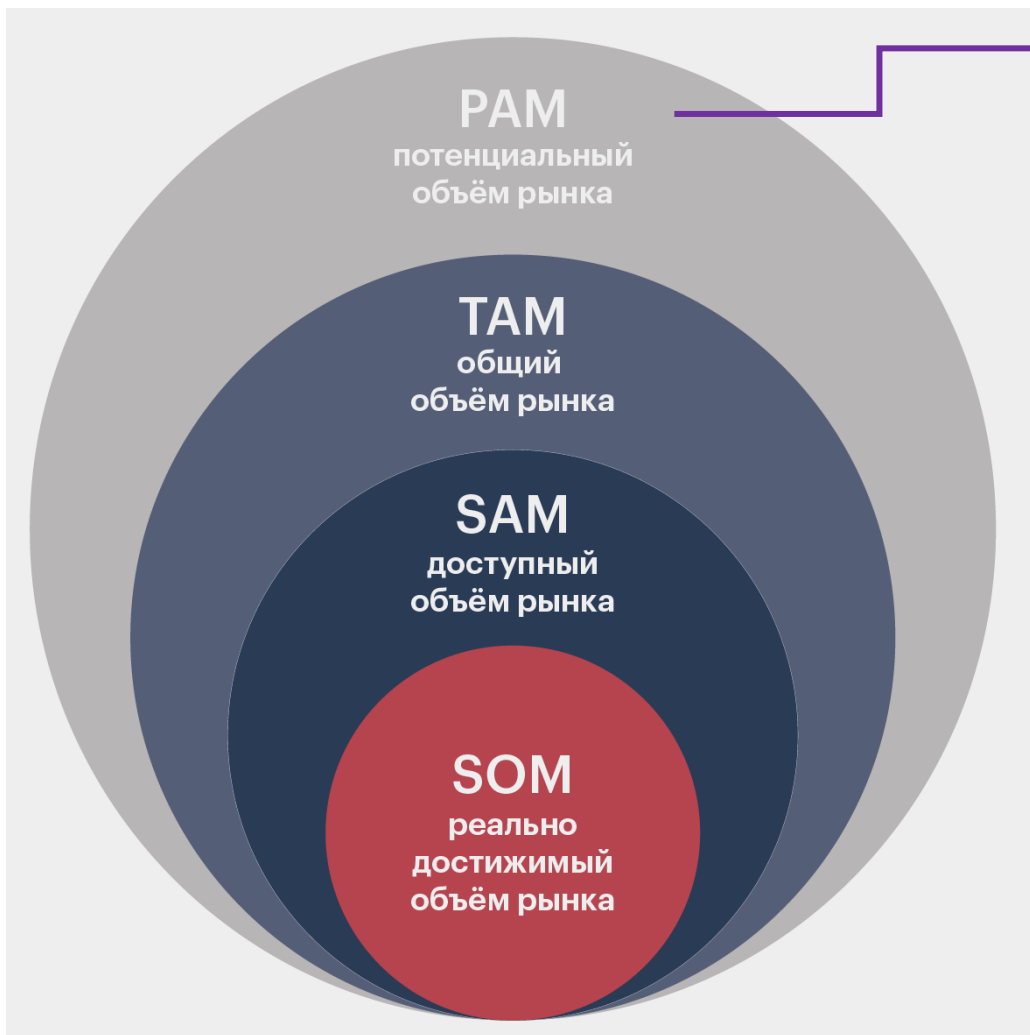 PAM
потенциальный
объём рынка
TAM
общий
объём рынка
SAM
доступный
объём рынка
SOM
реально
достижимый
объём рынка